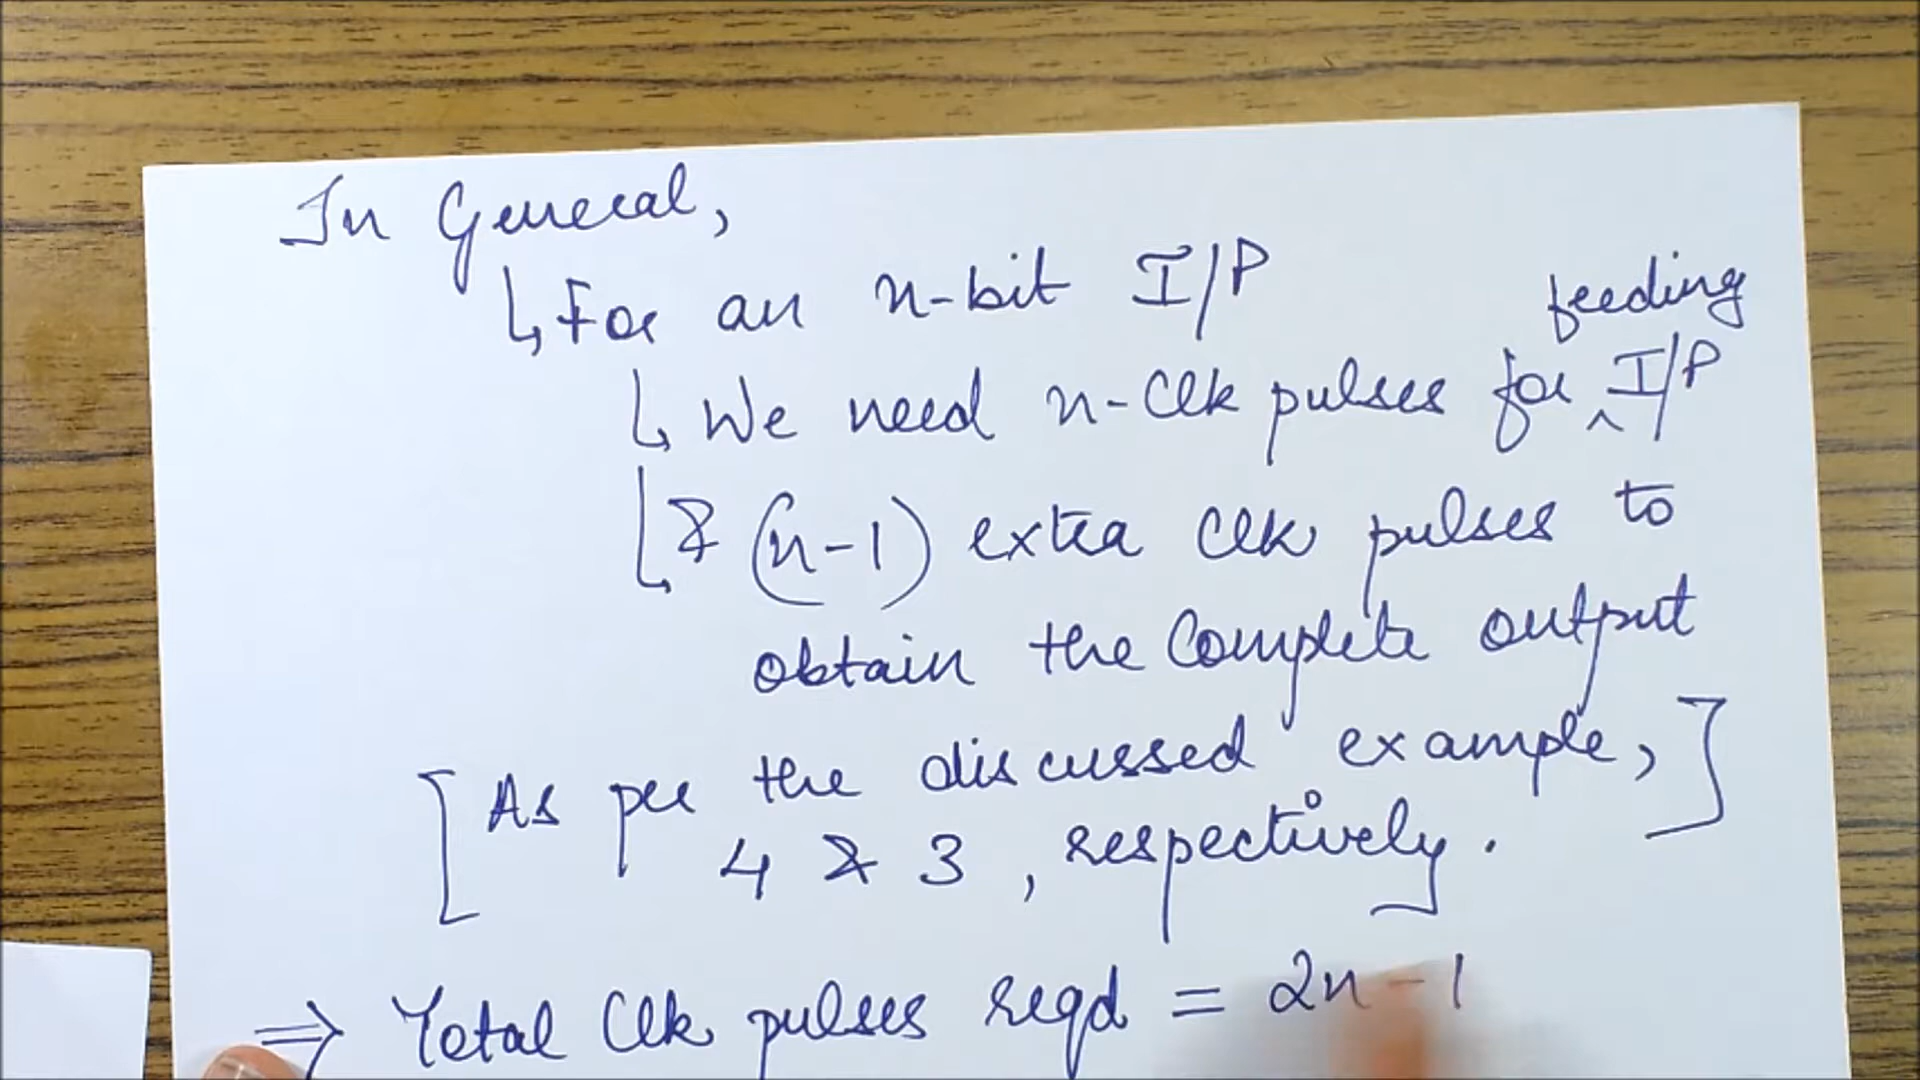 In General,
↳ For an n-bit I/P
↳ We need n-Clk pulses for feeding I/P
↳ & (n-1) extra Clk pulses to
obtain the Complete output
[As per the discussed example,]
4 & 3, respectively.
⇒ Total Clk pulses reqd = 2n-1